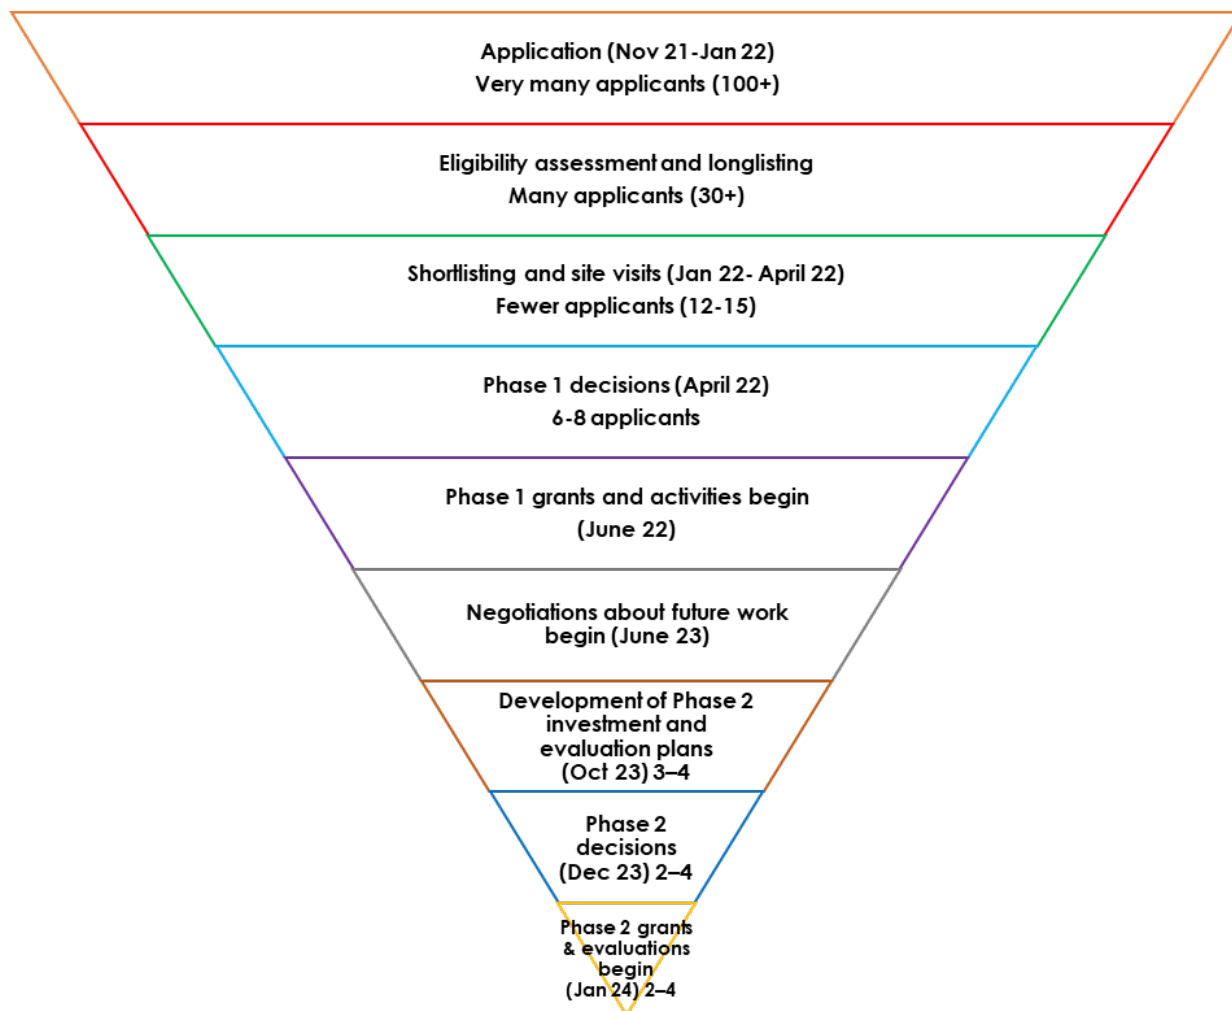 Application (Nov 21-Jan 22)
Very many applicants (100+)
Eligibility assessment and longlisting
Many applicants (30+)
Shortlisting and site visits (Jan 22- April 22)
Fewer applicants (12-15)
Phase 1 decisions (April 22)
6-8 applicants
Phase 1 grants and activities begin
(June 22)
Negotiations about future work
begin (June 23)
Development of Phase 2
investment and
evaluation plans
(Oct 23) 3–4
Phase 2
decisions
(Dec 23) 2–4
Phase 2 grants
& evaluations
begin
(Jan 24) 2–4